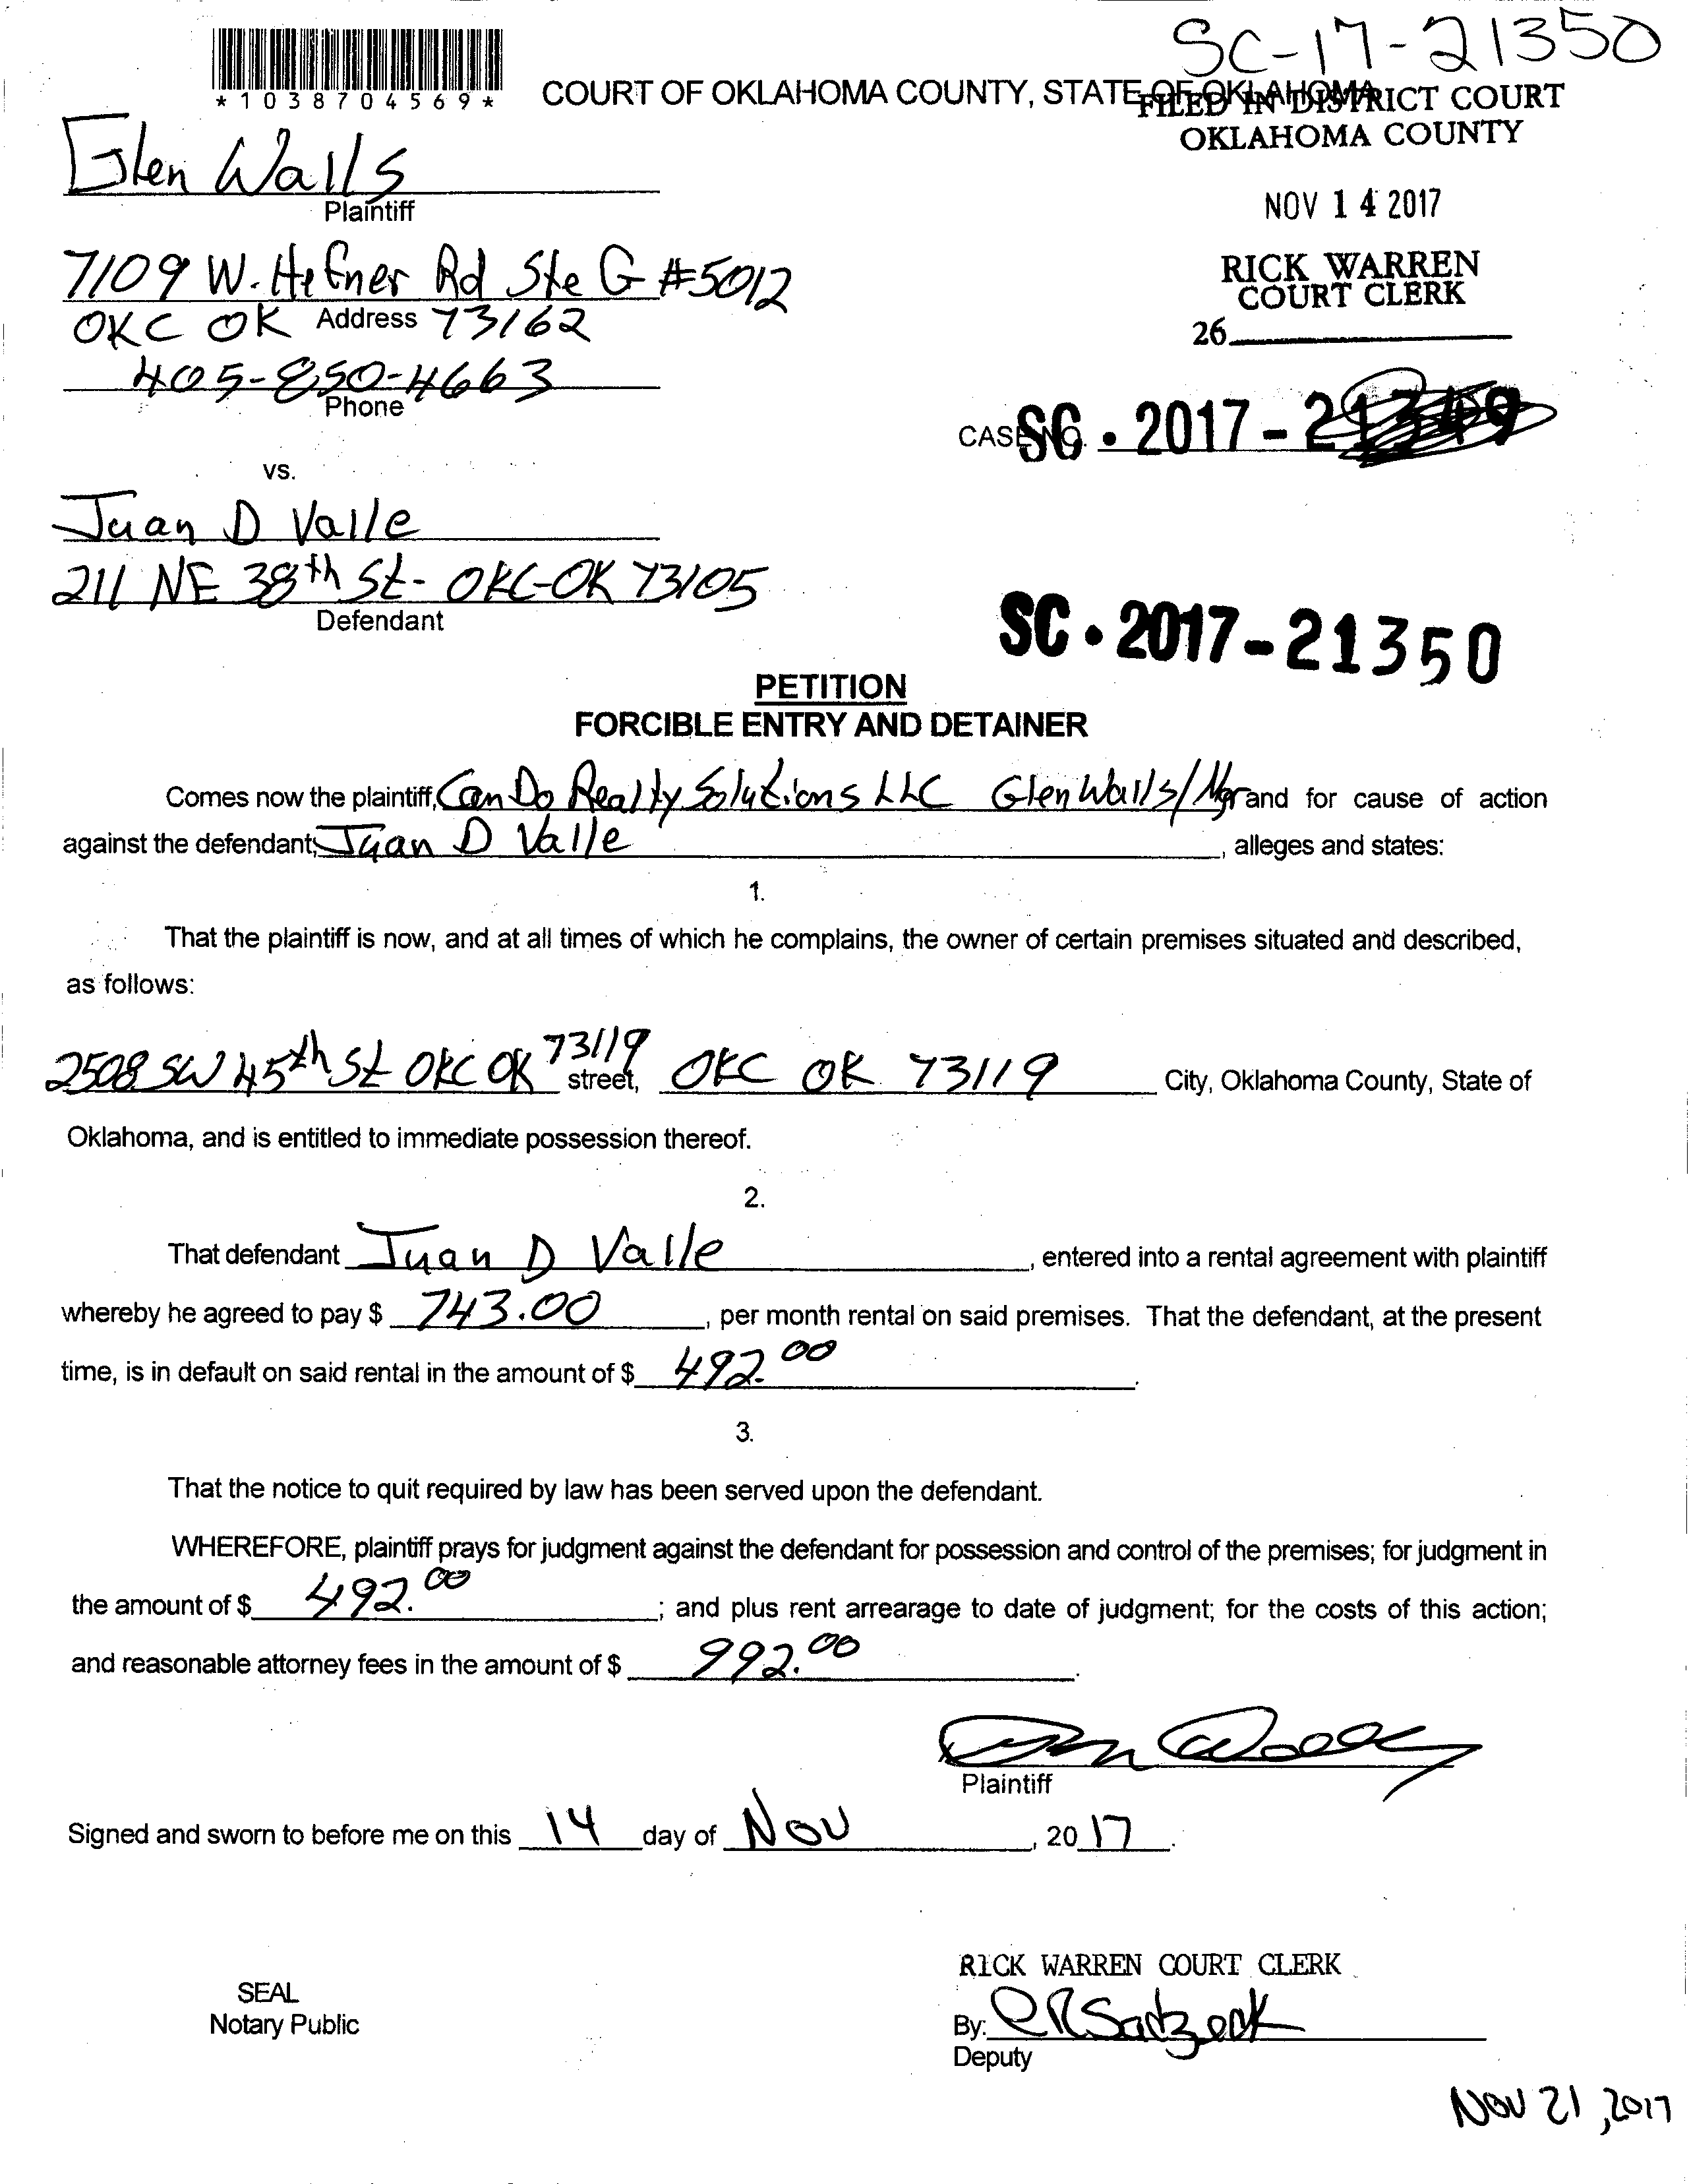 SC-17-21350
*1038704569*
COURT OF OKLAHOMA COUNTY, STATE OF OKLAHOMA
FILED IN DISTRICT COURT
OKLAHOMA COUNTY
Glen Walls
Plaintiff
NOV 14 2017
7109 W. Hefner Rd Ste G #5012
RICK WARREN
COURT CLERK
OKC OK Address 73162
26
405-850-4663
Phone
CASE NO. SC-2017-21349
vs.
Juan D Valle
211 NE 38th St- OKC-OK 73105
Defendant
SC-2017-21350
PETITION
FORCIBLE ENTRY AND DETAINER
Comes now the plaintiff, Can Do Realty Solutions LLC Glen Walls/Mgr and for cause of action
against the defendant, Juan D Valle, alleges and states:
1.
That the plaintiff is now, and at all times of which he complains, the owner of certain premises situated and described,
as follows:
2508 SW 45th St OKC OK 73119 street, OKC OK 73119 City, Oklahoma County, State of
Oklahoma, and is entitled to immediate possession thereof.
2.
That defendant Juan D Valle, entered into a rental agreement with plaintiff
whereby he agreed to pay $ 743.00, per month rental on said premises. That the defendant, at the present
time, is in default on said rental in the amount of $ 492.00.
3.
That the notice to quit required by law has been served upon the defendant.
WHEREFORE, plaintiff prays for judgment against the defendant for possession and control of the premises; for judgment in
the amount of $ 492.00; and plus rent arrearage to date of judgment; for the costs of this action;
and reasonable attorney fees in the amount of $ 992.00.
Plaintiff
Signed and sworn to before me on this 14 day of Nov, 2017.
RICK WARREN COURT CLERK
SEAL
Notary Public
By:
Deputy
NOV 21, 2017